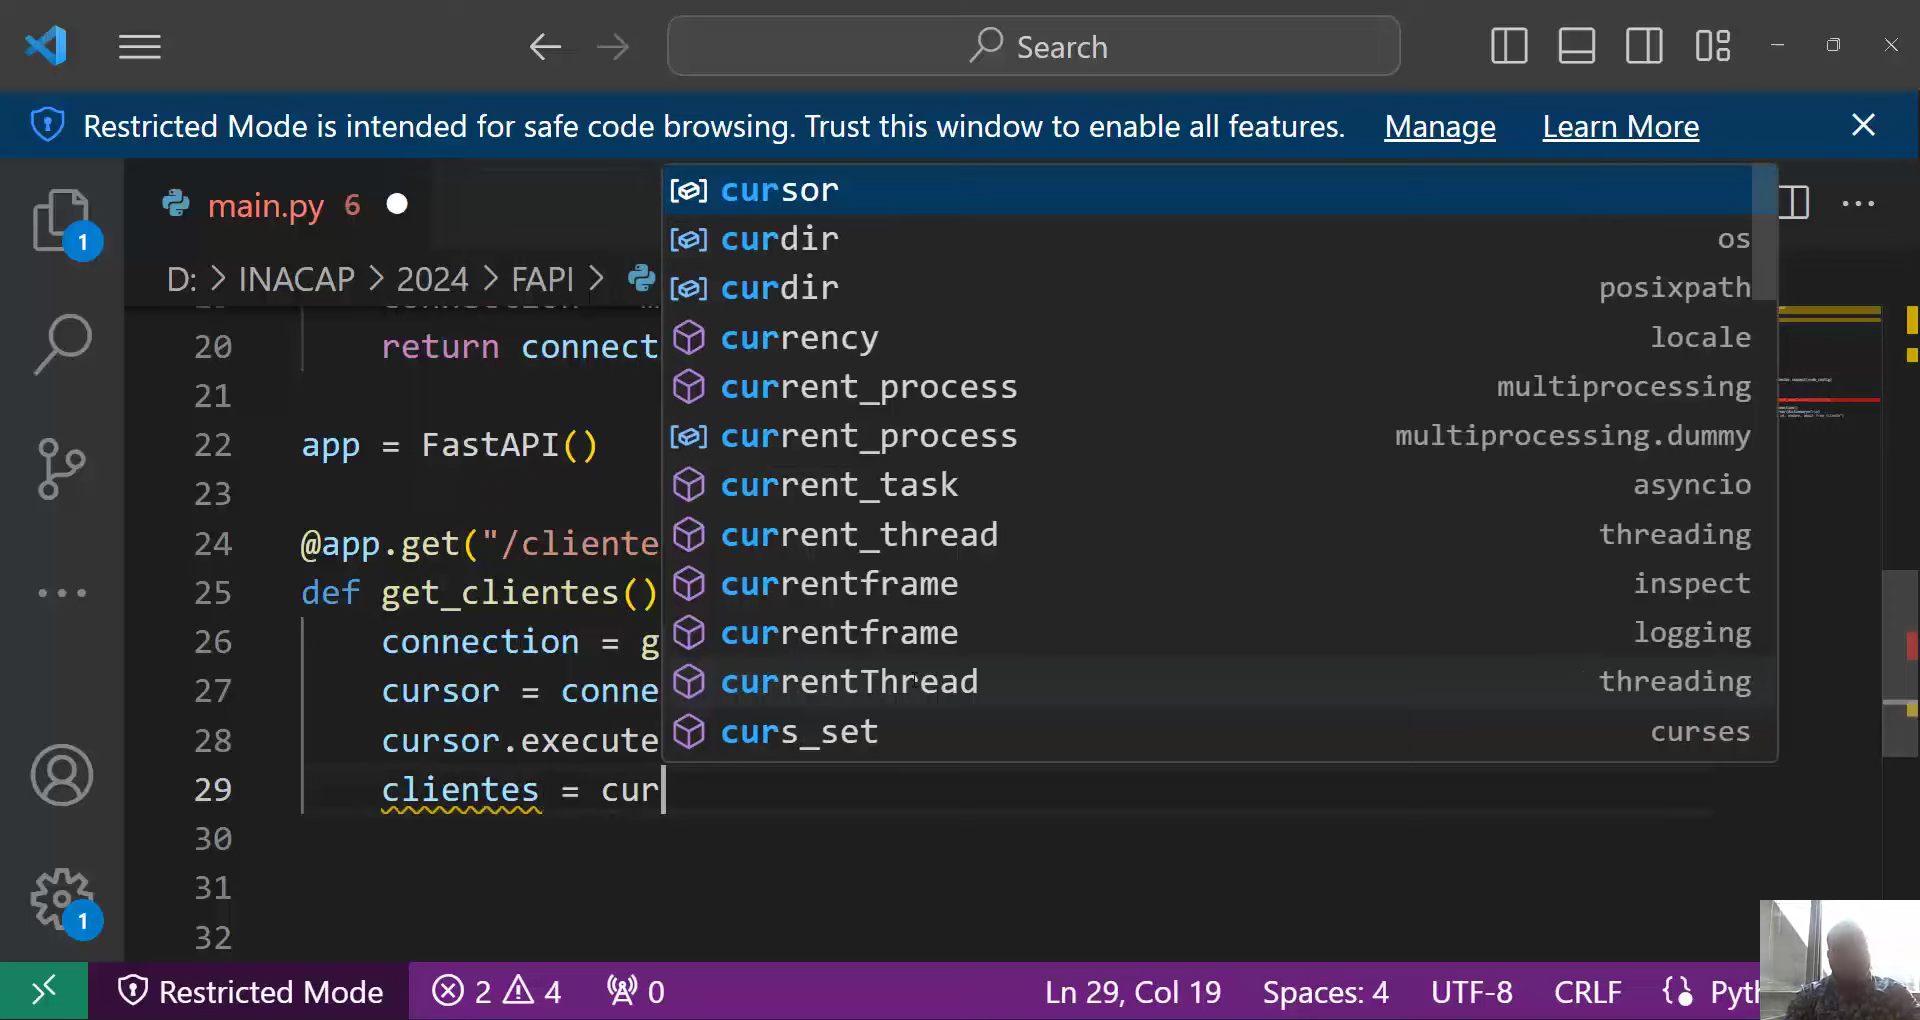 Search
Restricted Mode is intended for safe code browsing. Trust this window to enable all features. Manage Learn More
1
main.py 6
D: > INACAP > 2024 > FAPI >
cursor
curdir os
curdir posixpath
currency locale
current_process multiprocessing
current_process multiprocessing.dummy
current_task asyncio
current_thread threading
currentframe inspect
currentframe logging
currentThread threading
curs_set curses
20 return connect
21
22 app = FastAPI()
23
24 @app.get("/cliente
25 def get_clientes()
26 connection = g
27 cursor = conne
28 cursor.execute
29 clientes = cur
30
31
32
1
Restricted Mode 2 4 0 Ln 29, Col 19 Spaces: 4 UTF-8 CRLF Pyth